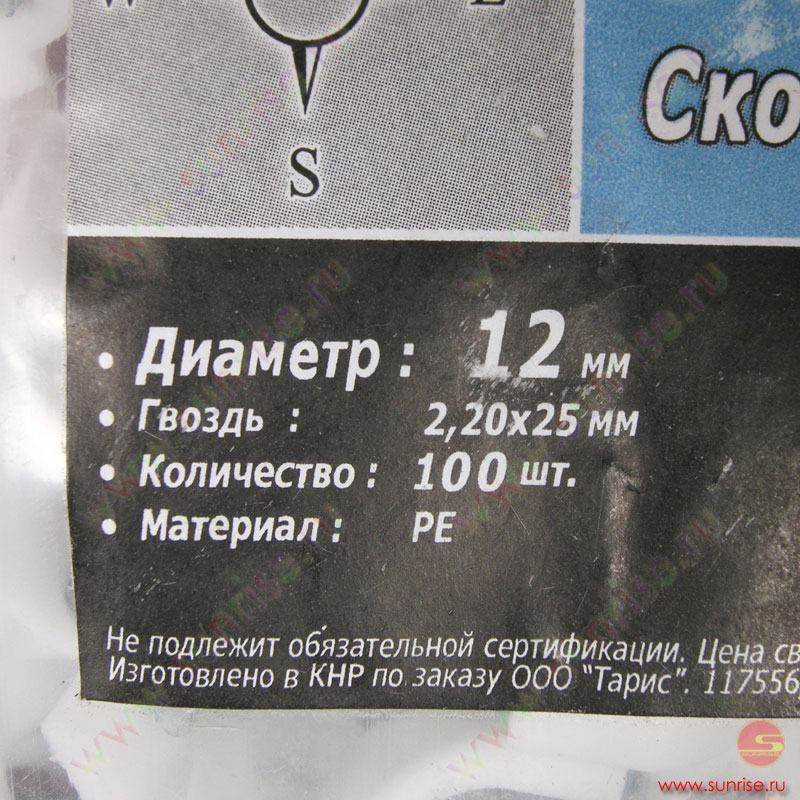 S
Ско
• Диаметр : 12 мм
• Гвоздь : 2,20x25 мм
• Количество : 100 шт.
• Материал : PE
Не подлежит обязательной сертификации. Цена св
Изготовлено в КНР по заказу ООО "Тарис". 117556
www.sunrise.ru